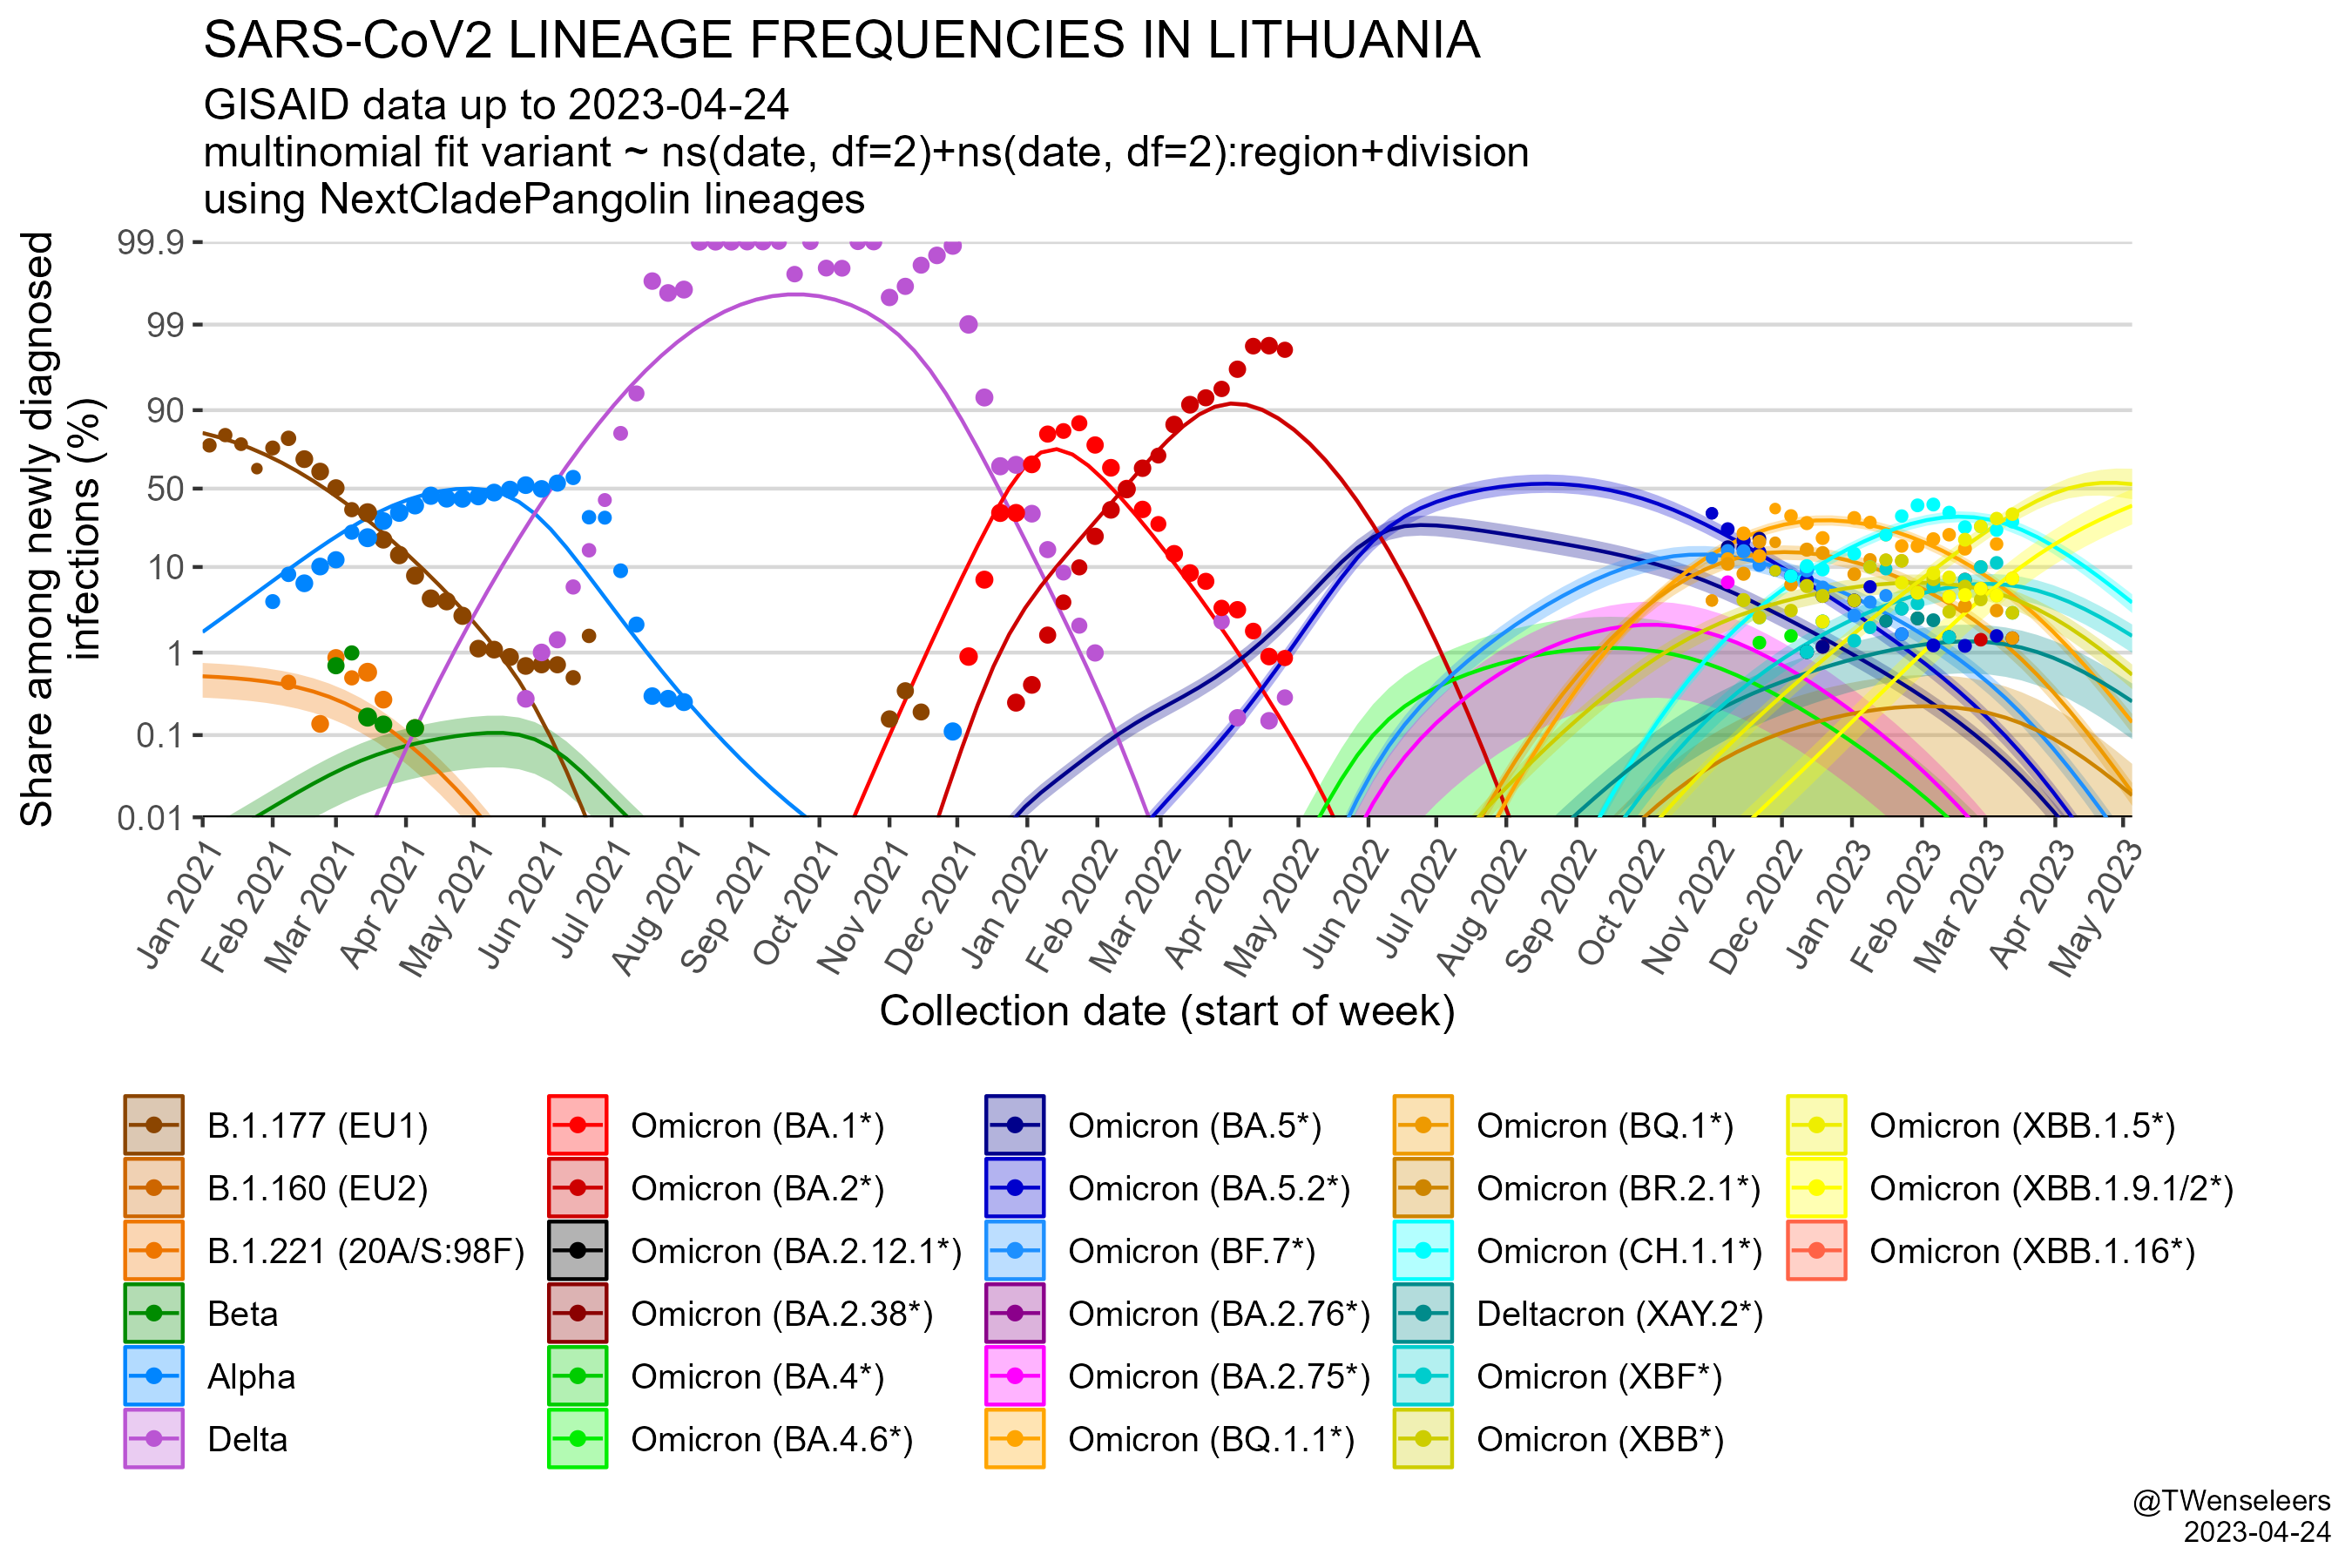 SARS-CoV2 LINEAGE FREQUENCIES IN LITHUANIA
GISAID data up to 2023-04-24
multinomial fit variant ~ ns(date, df=2)+ns(date, df=2):region+division
using NextCladePangolin lineages
Share among newly diagnosed
infections (%)
99.9
99
90
50
10
1
0.1
0.01
Jan 2021
Feb 2021
Mar 2021
Apr 2021
May 2021
Jun 2021
Jul 2021
Aug 2021
Sep 2021
Oct 2021
Nov 2021
Dec 2021
Jan 2022
Feb 2022
Mar 2022
Apr 2022
May 2022
Jun 2022
Jul 2022
Aug 2022
Sep 2022
Oct 2022
Nov 2022
Dec 2022
Jan 2023
Feb 2023
Mar 2023
Apr 2023
May 2023
Collection date (start of week)
B.1.177 (EU1)
B.1.160 (EU2)
B.1.221 (20A/S:98F)
Beta
Alpha
Delta
Omicron (BA.1*)
Omicron (BA.2*)
Omicron (BA.2.12.1*)
Omicron (BA.2.38*)
Omicron (BA.4*)
Omicron (BA.4.6*)
Omicron (BA.5*)
Omicron (BA.5.2*)
Omicron (BF.7*)
Omicron (BA.2.76*)
Omicron (BA.2.75*)
Omicron (BQ.1.1*)
Omicron (BQ.1*)
Omicron (BR.2.1*)
Omicron (CH.1.1*)
Deltacron (XAY.2*)
Omicron (XBF*)
Omicron (XBB*)
Omicron (XBB.1.5*)
Omicron (XBB.1.9.1/2*)
Omicron (XBB.1.16*)
@TWenseleers
2023-04-24